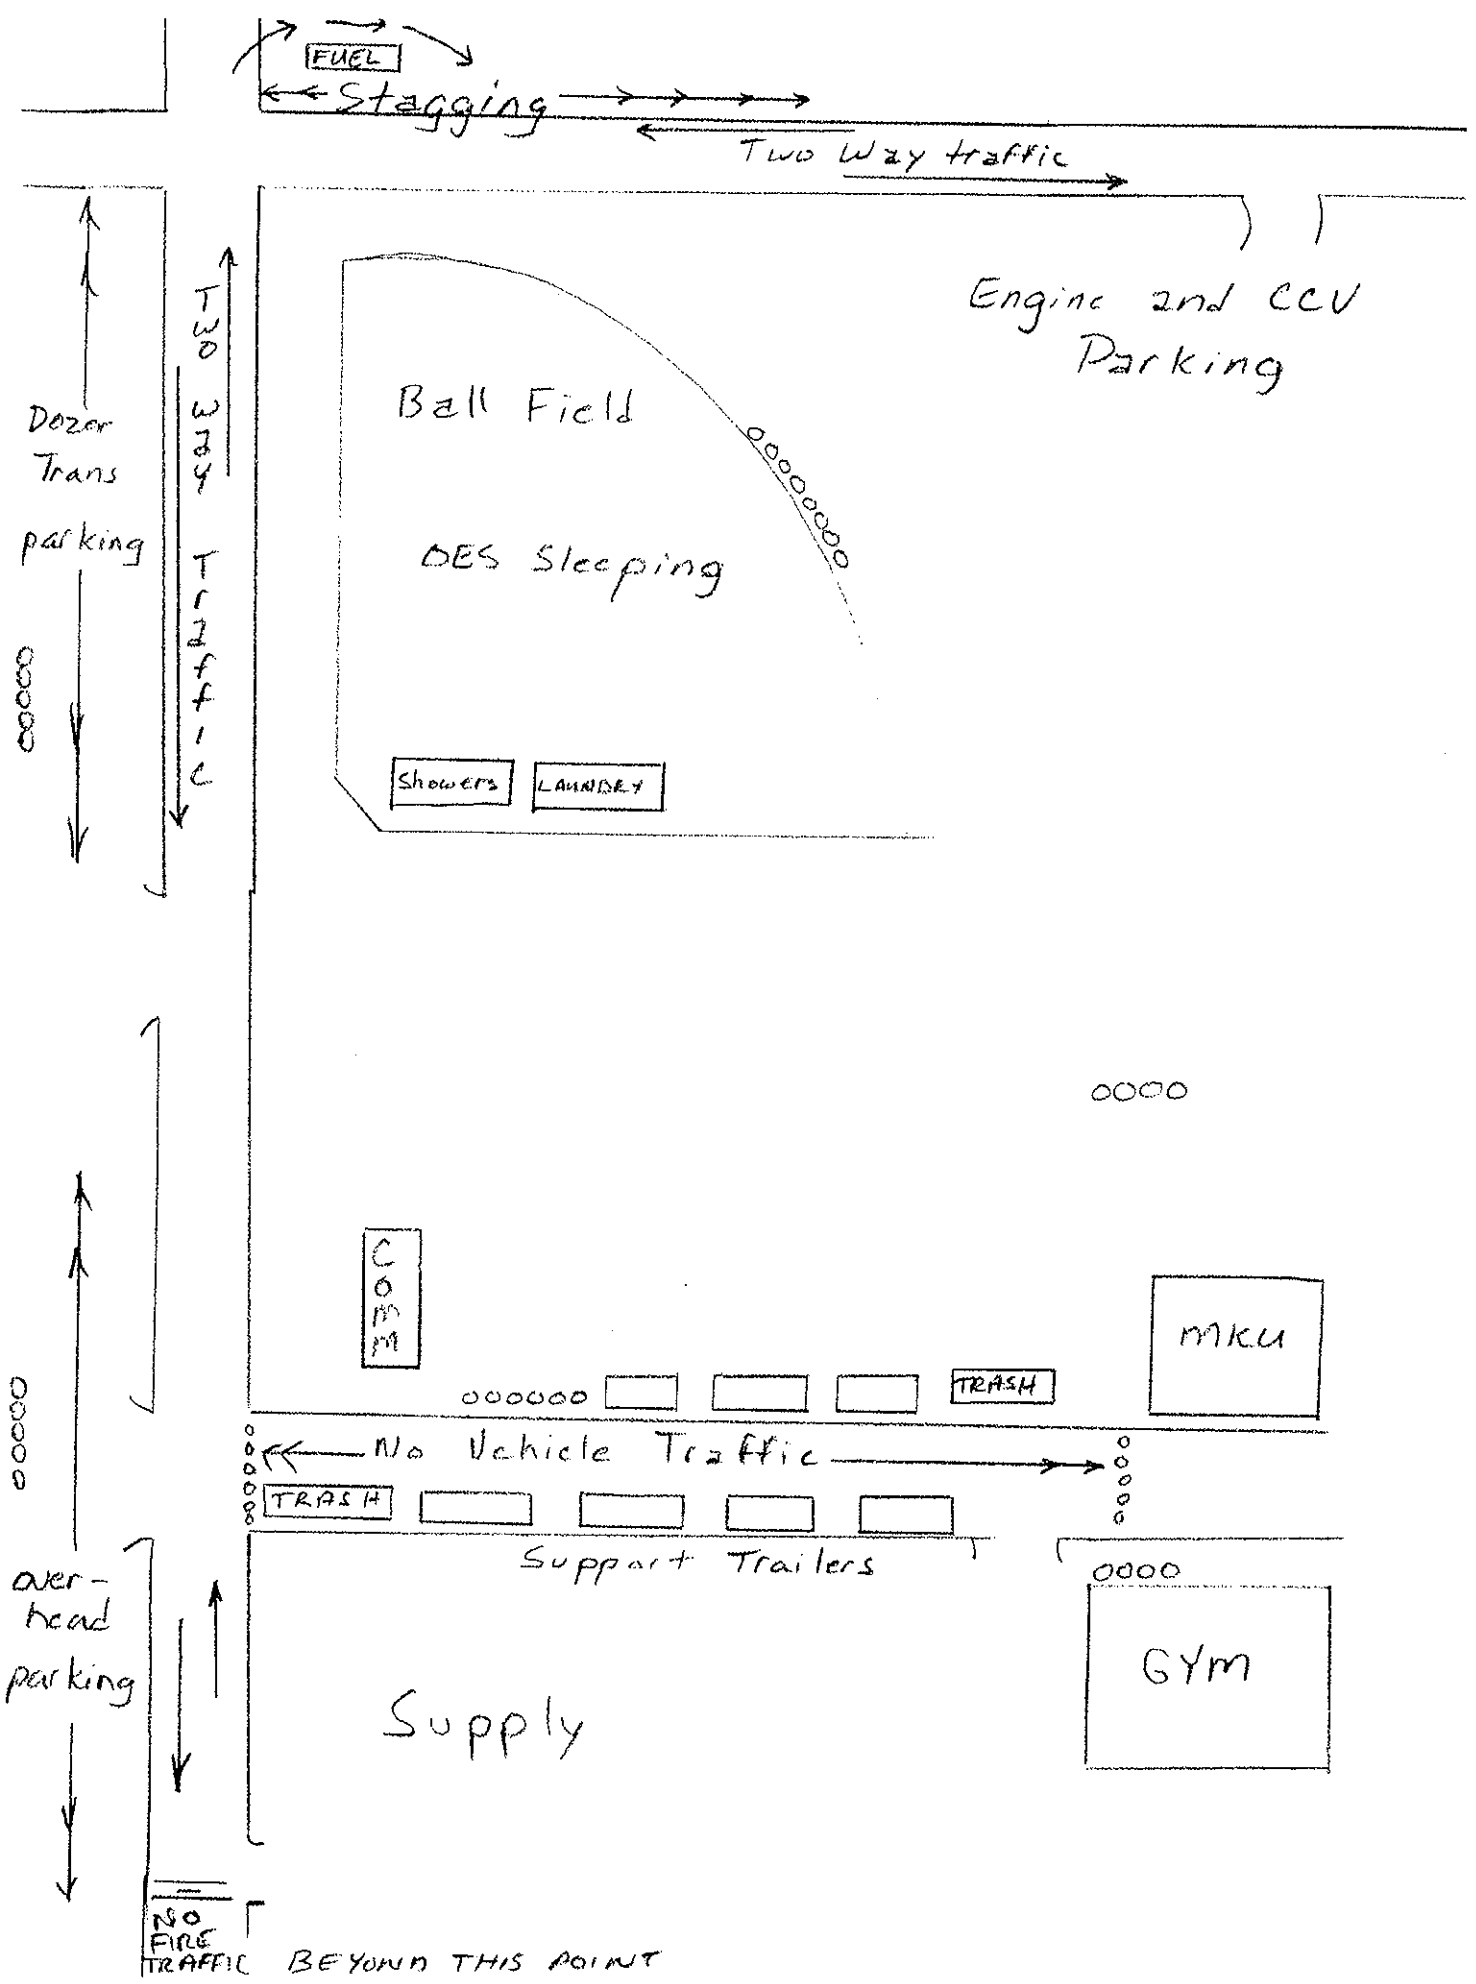 FUEL
Stagging
Two Way traffic
Engine and CCV
Parking
Two Way Traffic
Dozer
Trans
parking
Ball Field
OES Sleeping
Showers
LAUNDRY
COMM
MKU
TRASH
No Vehicle Traffic
TRASH
Support Trailers
over-
head
parking
GYM
Supply
NO
FIRE
TRAFFIC BEYOND THIS POINT